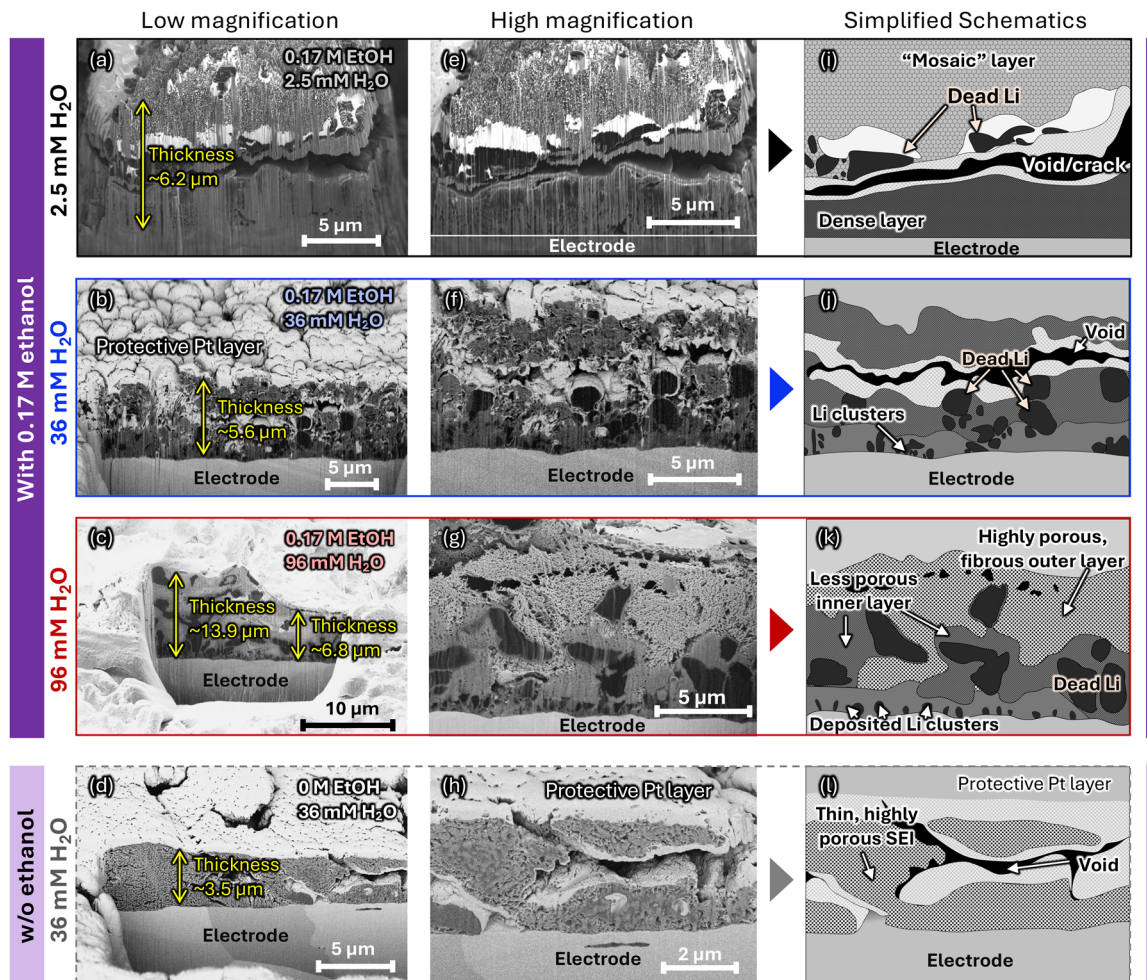 Low magnification
High magnification
Simplified Schematics
With 0.17 M ethanol
2.5 mM H₂O
(a)
0.17 M EtOH
2.5 mM H₂O
Thickness
~6.2 µm
5 µm
(e)
5 µm
Electrode
(i)
“Mosaic” layer
Dead Li
Void/crack
Dense layer
Electrode
36 mM H₂O
(b)
0.17 M EtOH
36 mM H₂O
Protective Pt layer
Thickness
~5.6 µm
Electrode
5 µm
(f)
5 µm
Electrode
(j)
Void
Dead Li
Li clusters
Electrode
96 mM H₂O
(c)
0.17 M EtOH
96 mM H₂O
Thickness
~13.9 µm
Thickness
~6.8 µm
Electrode
10 µm
(g)
5 µm
Electrode
(k)
Highly porous,
fibrous outer layer
Less porous
inner layer
Dead Li
Deposited Li clusters
w/o ethanol
36 mM H₂O
(d)
0 M EtOH
36 mM H₂O
Thickness
~3.5 µm
Electrode
5 µm
(h)
Protective Pt layer
Electrode
2 µm
(l)
Protective Pt layer
Thin, highly
porous SEI
Void
Electrode